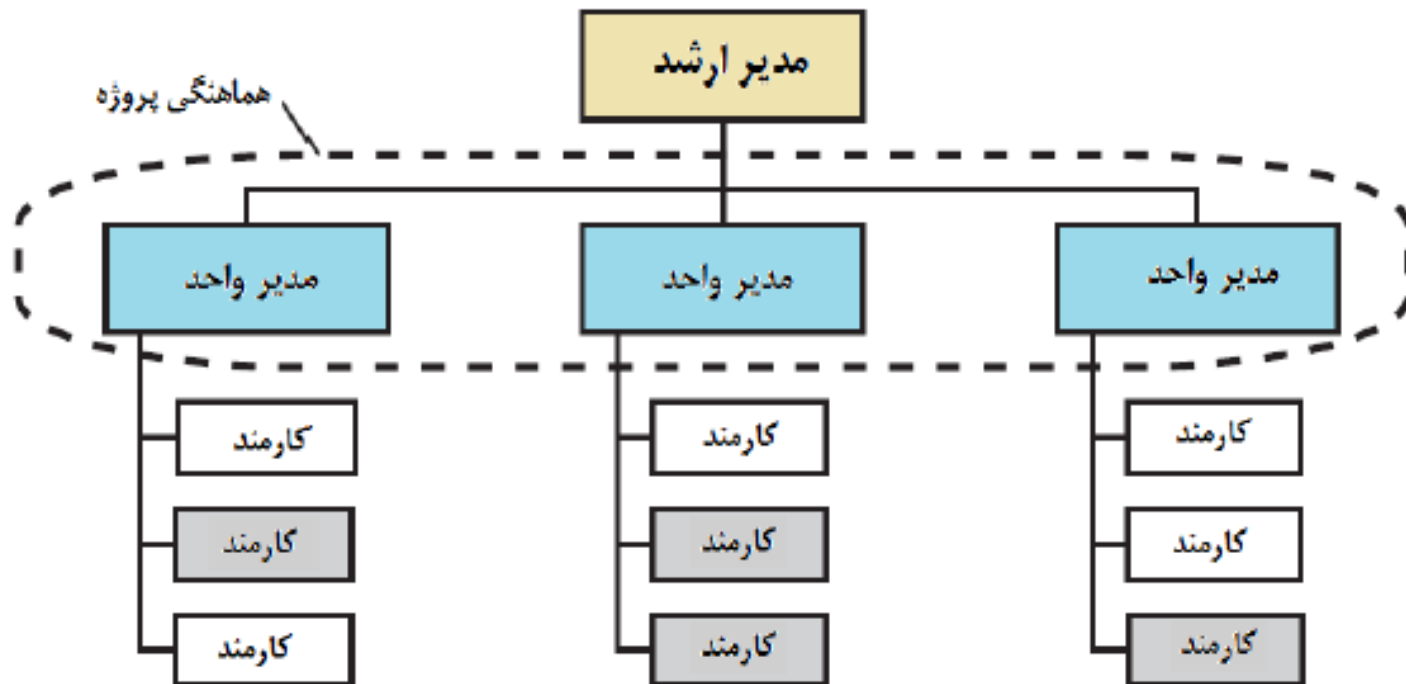 مدیر ارشد
هماهنگی پروژه
مدیر واحد
مدیر واحد
مدیر واحد
کارمند
کارمند
کارمند
کارمند
کارمند
کارمند
کارمند
کارمند
کارمند